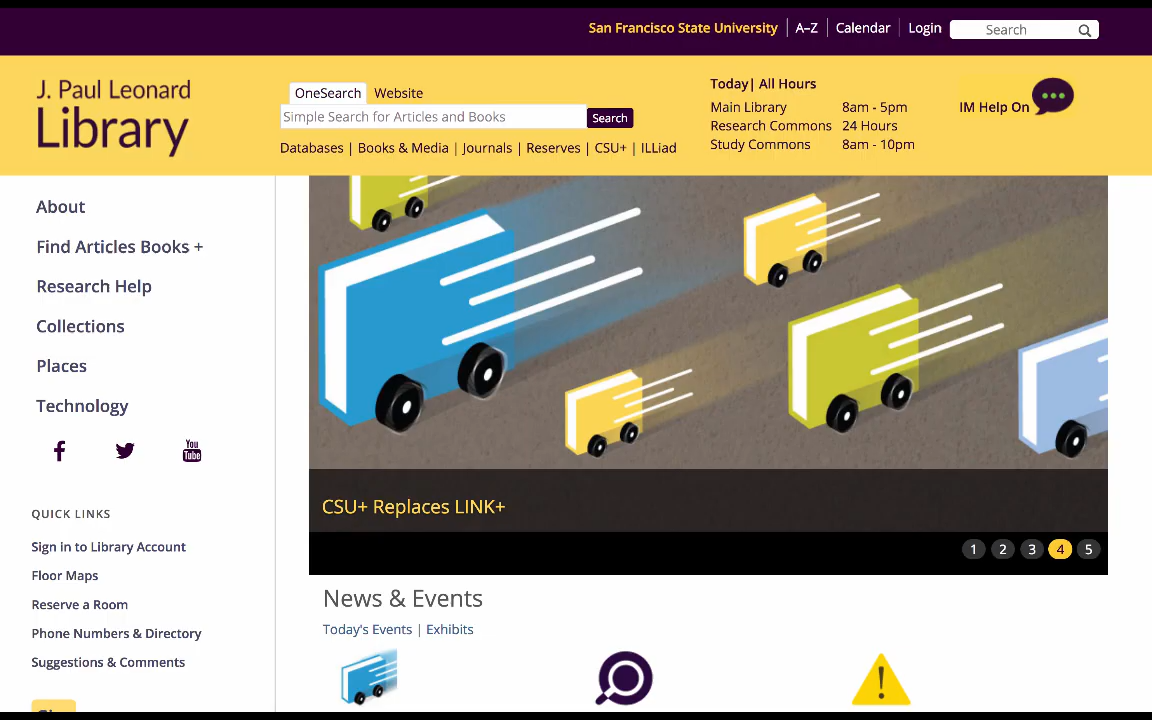 San Francisco State University | A–Z | Calendar | Login Search
J. Paul Leonard
Library
OneSearch Website
Simple Search for Articles and Books Search
Databases | Books & Media | Journals | Reserves | CSU+ | ILLiad
Today| All Hours
Main Library 8am - 5pm
Research Commons 24 Hours
Study Commons 8am - 10pm
IM Help On
About
Find Articles Books +
Research Help
Collections
Places
Technology
You
Tube
QUICK LINKS
Sign in to Library Account
Floor Maps
Reserve a Room
Phone Numbers & Directory
Suggestions & Comments
CSU+ Replaces LINK+
1 2 3 4 5
News & Events
Today's Events | Exhibits